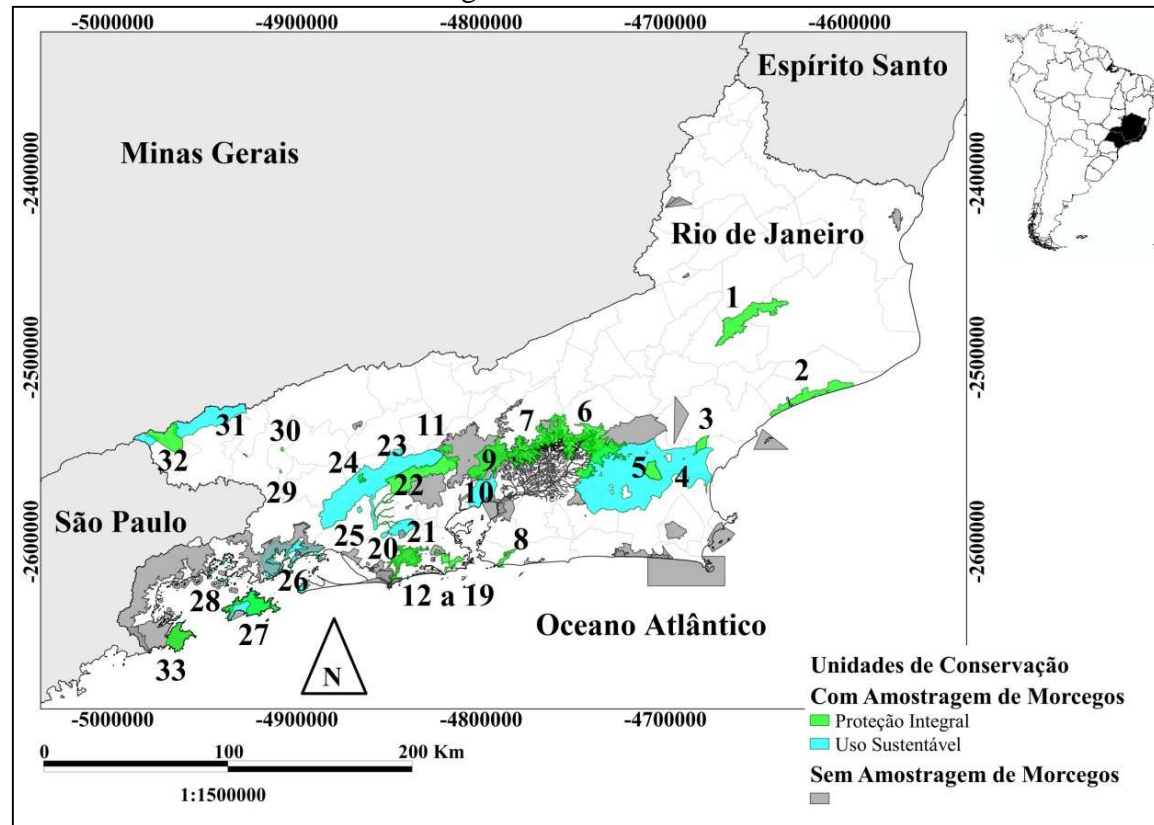 -5000000 -4900000 -4800000 -4700000 -4600000
Espírito Santo
Minas Gerais
-2400000
-2400000
Rio de Janeiro
1
-2500000
-2500000
2
6
7
3
31
30
11
23
32
24
9
5
4
22
10
29
São Paulo
25
21
8
20
-2600000
-2600000
26
12 a 19
28
27
Oceano Atlântico
33
N
Unidades de Conservação
Com Amostragem de Morcegos
Proteção Integral
Uso Sustentável
Sem Amostragem de Morcegos
-5000000 -4900000 -4800000 -4700000
0 100 200 Km
1:1500000